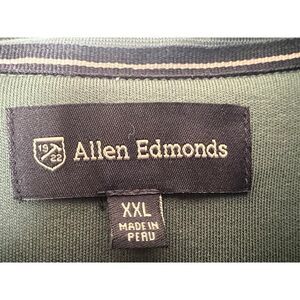 19
22
Allen Edmonds
XXL
MADE IN
PERU